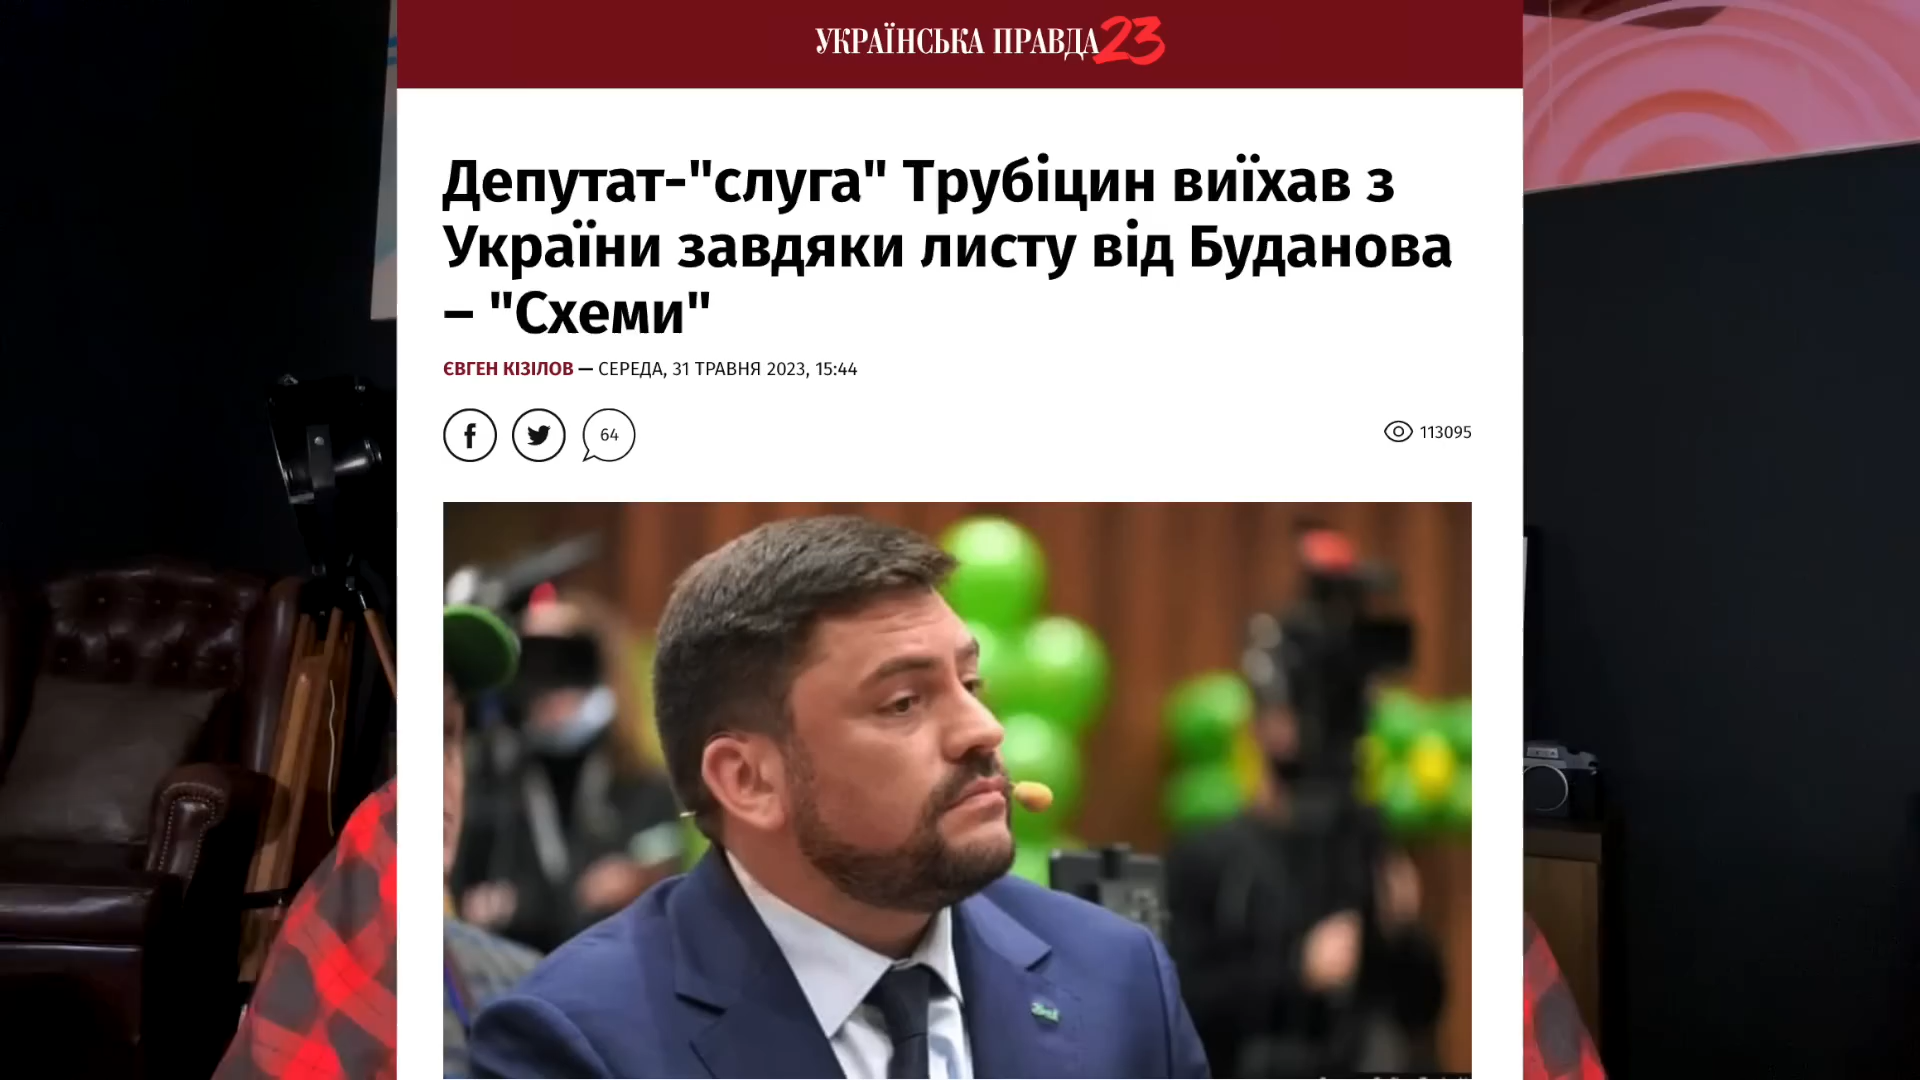 УКРАЇНСЬКА ПРАВДА23
Депутат-"слуга" Трубіцин виїхав з
України завдяки листу від Буданова
– "Схеми"
ЄВГЕН КІЗІЛОВ — СЕРЕДА, 31 ТРАВНЯ 2023, 15:44
64
113095